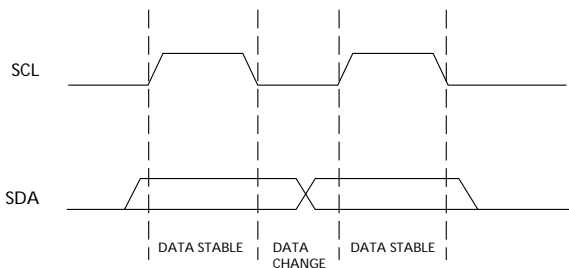 SCL
SDA
DATA STABLE
DATA
CHANGE
DATA STABLE